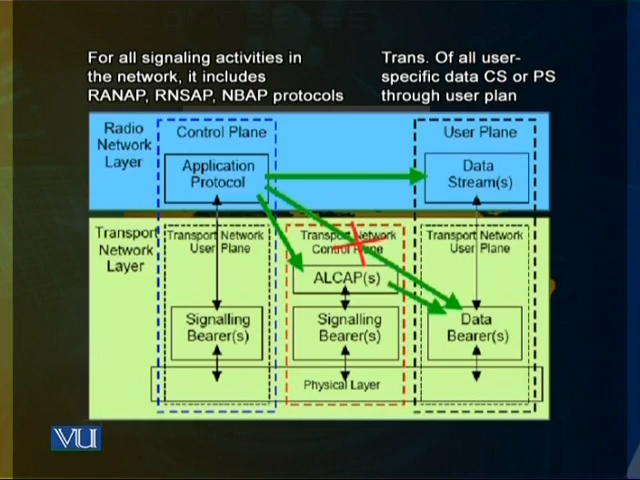 For all signaling activities in
the network, it includes
RANAP, RNSAP, NBAP protocols
Trans. Of all user-
specific data CS or PS
through user plan
Radio
Network
Layer
Control Plane
User Plane
Application
Protocol
Data
Stream(s)
Transport
Network
Layer
Transport Network
User Plane
Transport Network
Control Plane
Transport Network
User Plane
ALCAP(s)
Signalling
Bearer(s)
Signalling
Bearer(s)
Data
Bearer(s)
Physical Layer
VU